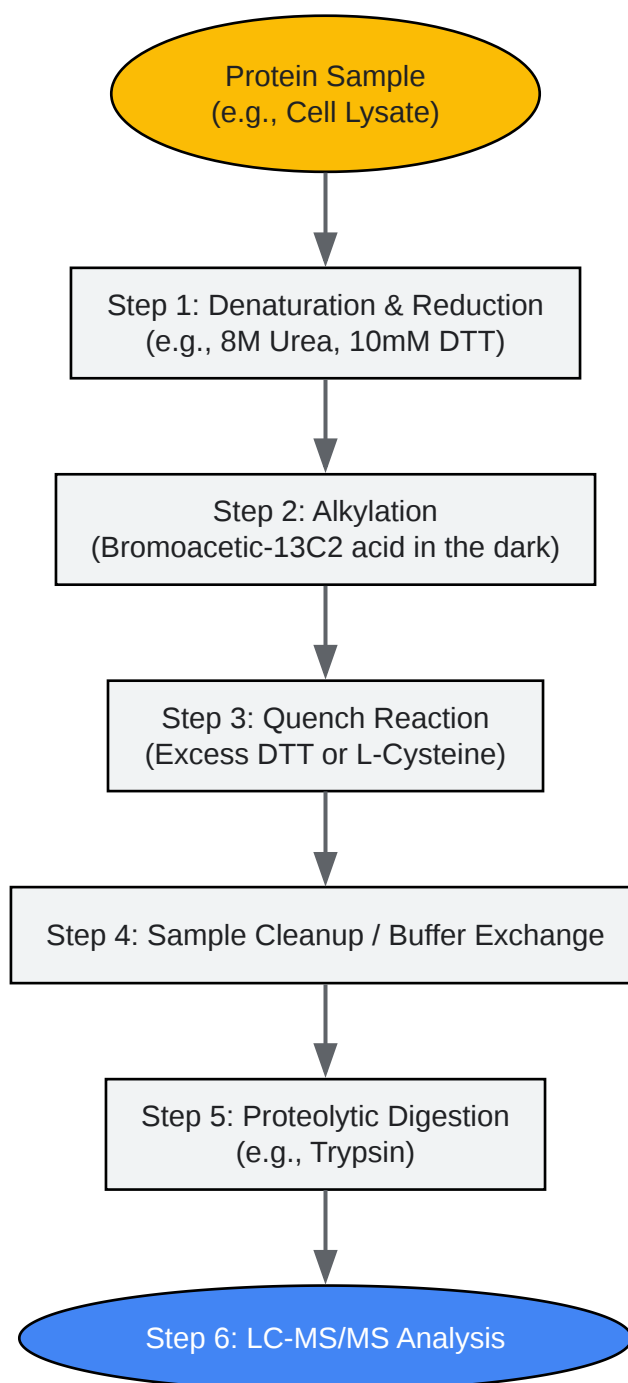 Protein Sample
(e.g., Cell Lysate)
Step 1: Denaturation & Reduction
(e.g., 8M Urea, 10mM DTT)
Step 2: Alkylation
(Bromoacetic-13C2 acid in the dark)
Step 3: Quench Reaction
(Excess DTT or L-Cysteine)
Step 4: Sample Cleanup / Buffer Exchange
Step 5: Proteolytic Digestion
(e.g., Trypsin)
Step 6: LC-MS/MS Analysis